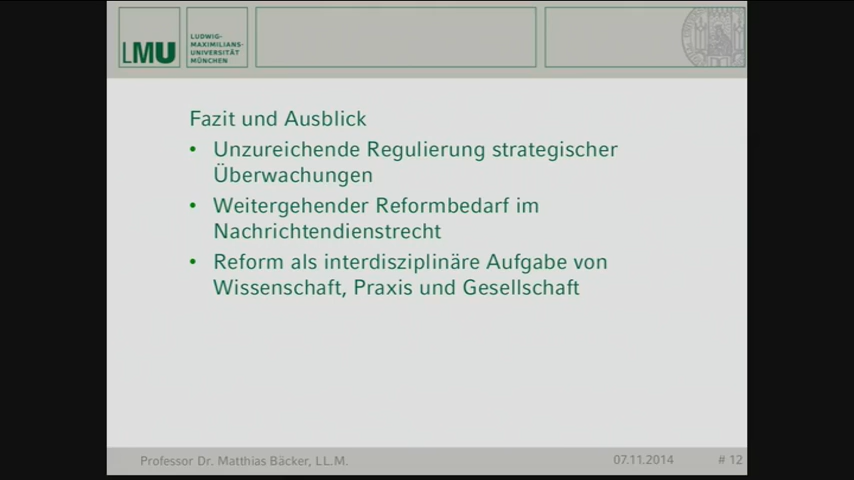 LMU
LUDWIG-
MAXIMILIANS-
UNIVERSITÄT
MÜNCHEN
Fazit und Ausblick
• Unzureichende Regulierung strategischer
Überwachungen
• Weitergehender Reformbedarf im
Nachrichtendienstrecht
• Reform als interdisziplinäre Aufgabe von
Wissenschaft, Praxis und Gesellschaft
Professor Dr. Matthias Bäcker, LL.M.
07.11.2014
# 12